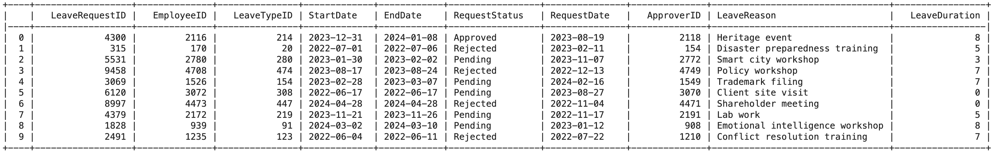 +----+------------------+--------------+---------------+-------------+------------+-----------------+---------------+--------------+---------------------------------+-----------------+
|    |   LeaveRequestID |   EmployeeID |   LeaveTypeID | StartDate   | EndDate    | RequestStatus   | RequestDate   |   ApproverID | LeaveReason                     |   LeaveDuration |
|----+------------------+--------------+---------------+-------------+------------+-----------------+---------------+--------------+---------------------------------+-----------------|
|  0 |             4300 |         2116 |           214 | 2023-12-31  | 2024-01-08 | Approved        | 2023-08-19    |         2118 | Heritage event                  |               8 |
|  1 |              315 |          170 |            20 | 2022-07-01  | 2022-07-06 | Rejected        | 2023-02-11    |          154 | Disaster preparedness training  |               5 |
|  2 |             5531 |         2780 |           280 | 2023-01-30  | 2023-02-02 | Pending         | 2023-11-07    |         2772 | Smart city workshop             |               3 |
|  3 |             9458 |         4708 |           474 | 2023-08-17  | 2023-08-24 | Rejected        | 2022-12-13    |         4749 | Policy workshop                 |               7 |
|  4 |             3069 |         1526 |           154 | 2023-02-28  | 2023-03-07 | Pending         | 2024-02-16    |         1549 | Trademark filing                |               7 |
|  5 |             6120 |         3072 |           308 | 2022-06-17  | 2022-06-17 | Pending         | 2023-08-27    |         3070 | Client site visit               |               0 |
|  6 |             8997 |         4473 |           447 | 2024-04-28  | 2024-04-28 | Rejected        | 2022-11-04    |         4471 | Shareholder meeting             |               0 |
|  7 |             4379 |         2172 |           219 | 2023-11-21  | 2023-11-26 | Pending         | 2022-11-17    |         2191 | Lab work                        |               5 |
|  8 |             1828 |          939 |            91 | 2024-03-02  | 2024-03-10 | Pending         | 2023-01-12    |          908 | Emotional intelligence workshop |               8 |
|  9 |             2491 |         1235 |           123 | 2022-06-04  | 2022-06-11 | Rejected        | 2022-07-22    |         1210 | Conflict resolution training    |               7 |
+----+------------------+--------------+---------------+-------------+------------+-----------------+---------------+--------------+---------------------------------+-----------------+